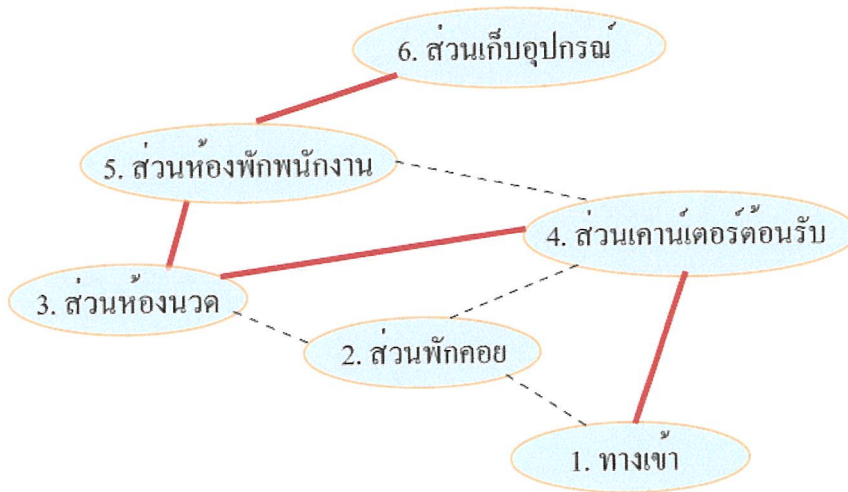 6. ส่วนเก็บอุปกรณ์
5. ส่วนห้องพักพนักงาน
4. ส่วนเคาน์เตอร์ต้อนรับ
3. ส่วนห้องนวด
2. ส่วนพักคอย
1. ทางเข้า